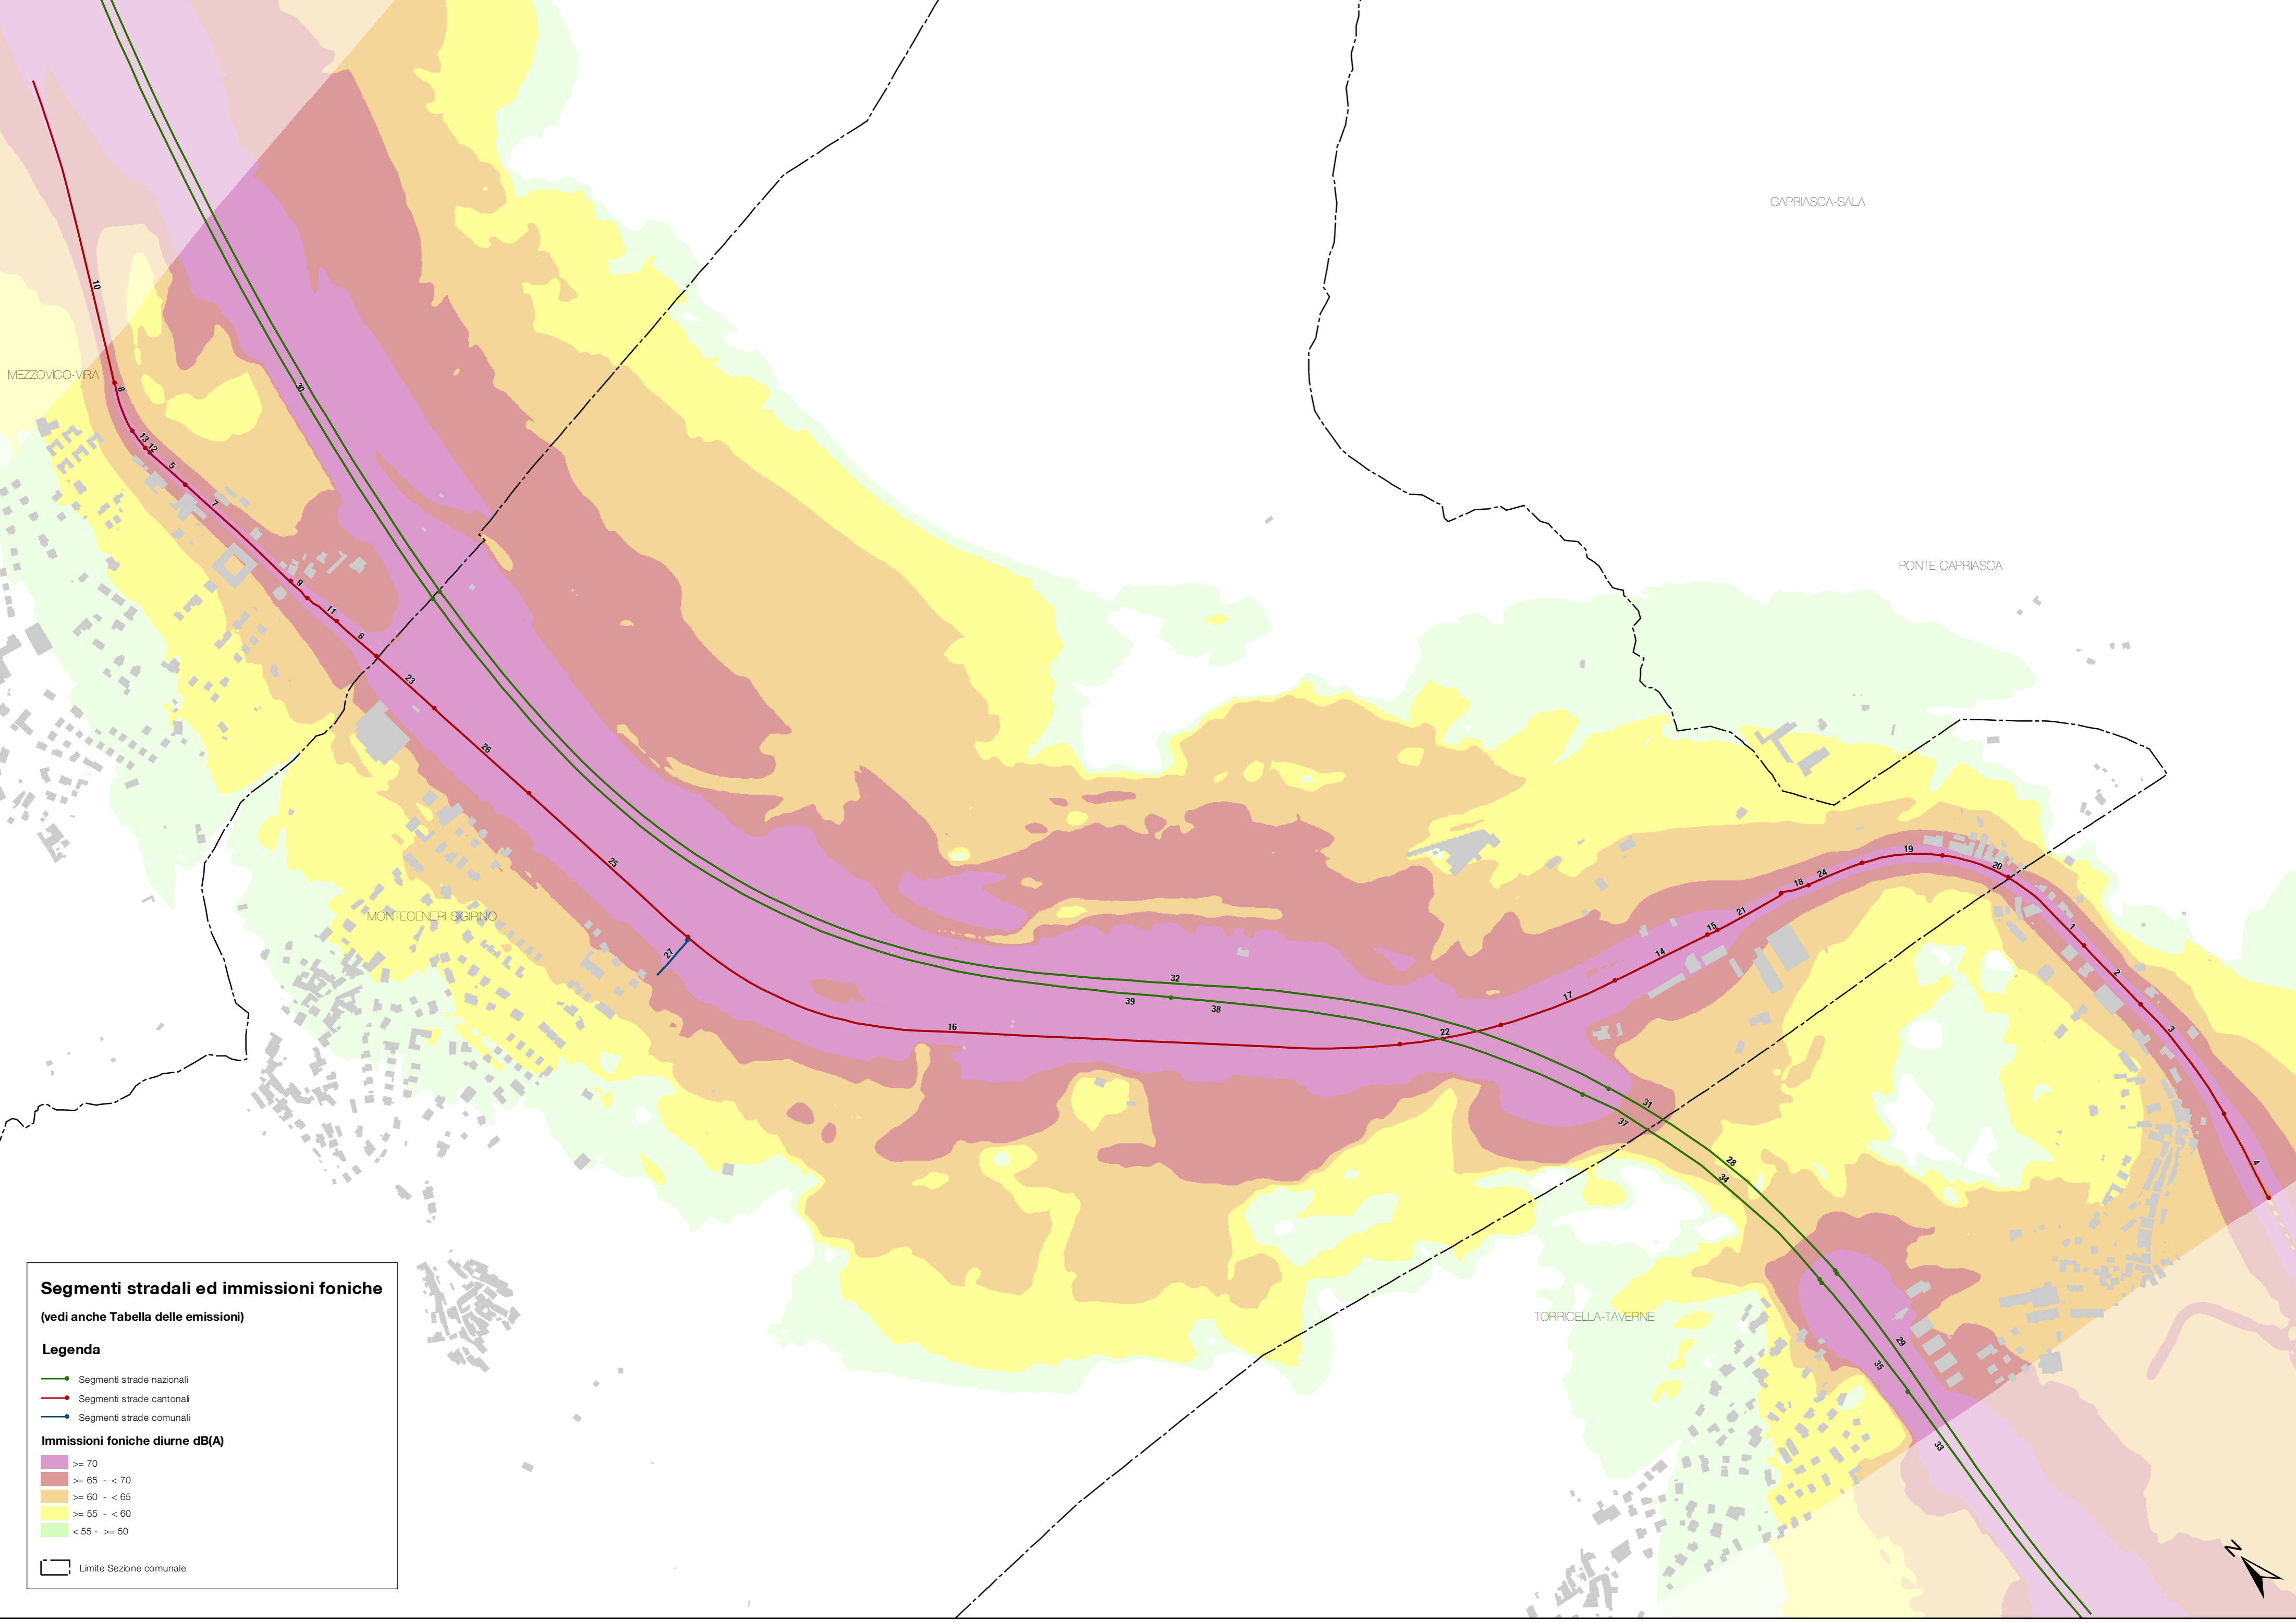 CAPRIASCA-SALA
10
MEZZOVICO-VIRA
8
30
13
12
5
7
PONTE CAPRIASCA
9
11
6
23
26
25
19
20
24
18
21
15
14
1
2
MONTECENERI-SIGIRNO
27
32
39
38
17
16
22
3
31
37
28
34
4
TORRICELLA-TAVERNE
29
35
33
Segmenti stradali ed immissioni foniche
(vedi anche Tabella delle emissioni)
Legenda
Segmenti strade nazionali
Segmenti strade cantonali
Segmenti strade comunali
Immissioni foniche diurne dB(A)
>= 70
>= 65 - < 70
>= 60 - < 65
>= 55 - < 60
< 55 - >= 50
Limite Sezione comunale
N